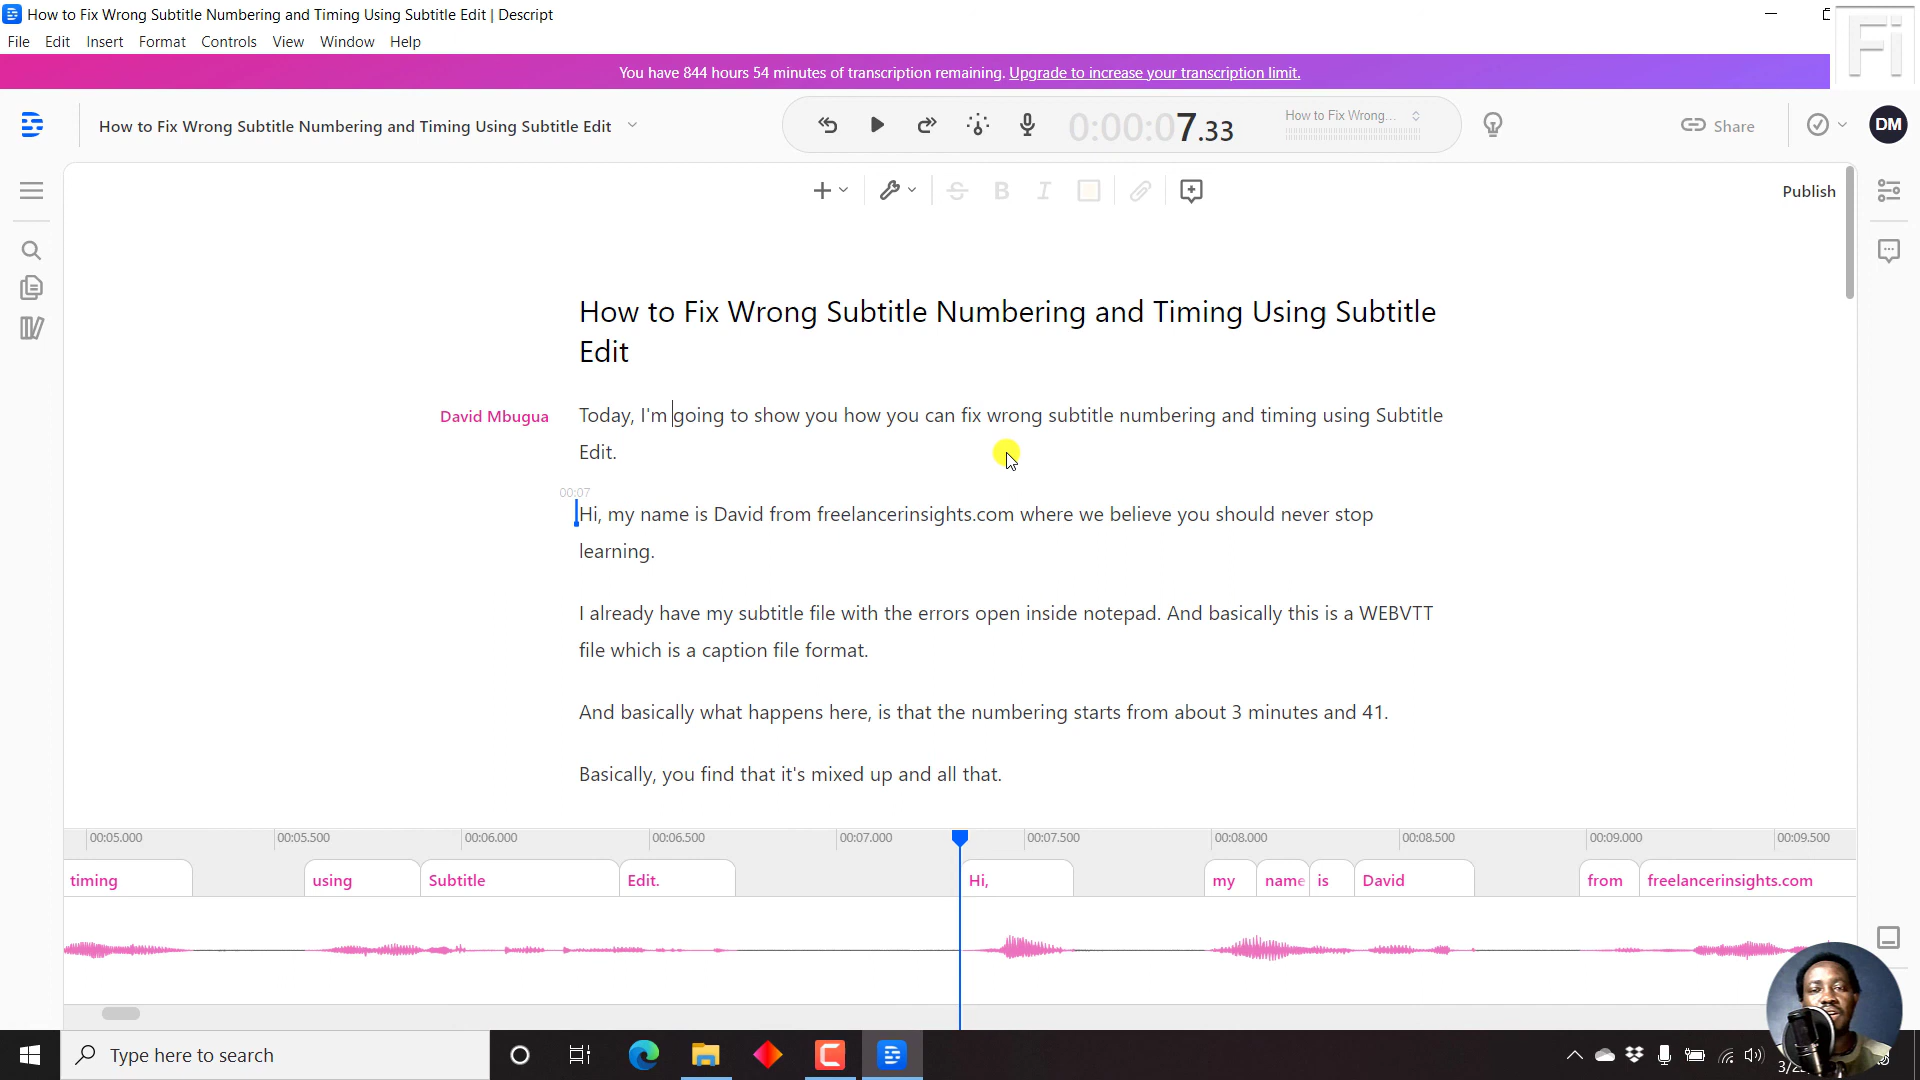 How to Fix Wrong Subtitle Numbering and Timing Using Subtitle Edit | Descript
File Edit Insert Format Controls View Window Help
Fi
You have 844 hours 54 minutes of transcription remaining. Upgrade to increase your transcription limit.
How to Fix Wrong Subtitle Numbering and Timing Using Subtitle Edit
0:00:07.33
How to Fix Wrong...
Share
DM
S B I
Publish
How to Fix Wrong Subtitle Numbering and Timing Using Subtitle
Edit
David Mbugua
Today, I'm going to show you how you can fix wrong subtitle numbering and timing using Subtitle
Edit.
00:07
Hi, my name is David from freelancerinsights.com where we believe you should never stop
learning.
I already have my subtitle file with the errors open inside notepad. And basically this is a WEBVTT
file which is a caption file format.
And basically what happens here, is that the numbering starts from about 3 minutes and 41.
Basically, you find that it's mixed up and all that.
00:05.000 00:05.500 00:06.000 00:06.500 00:07.000 00:07.500 00:08.000 00:08.500 00:09.000 00:09.500
timing using Subtitle Edit. Hi, my name is David from freelancerinsights.com
Type here to search